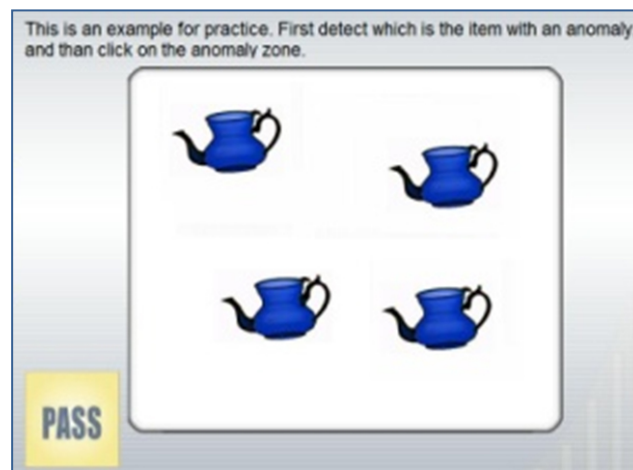 This is an example for practice. First detect which is the item with an anomaly
and than click on the anomaly zone.
PASS